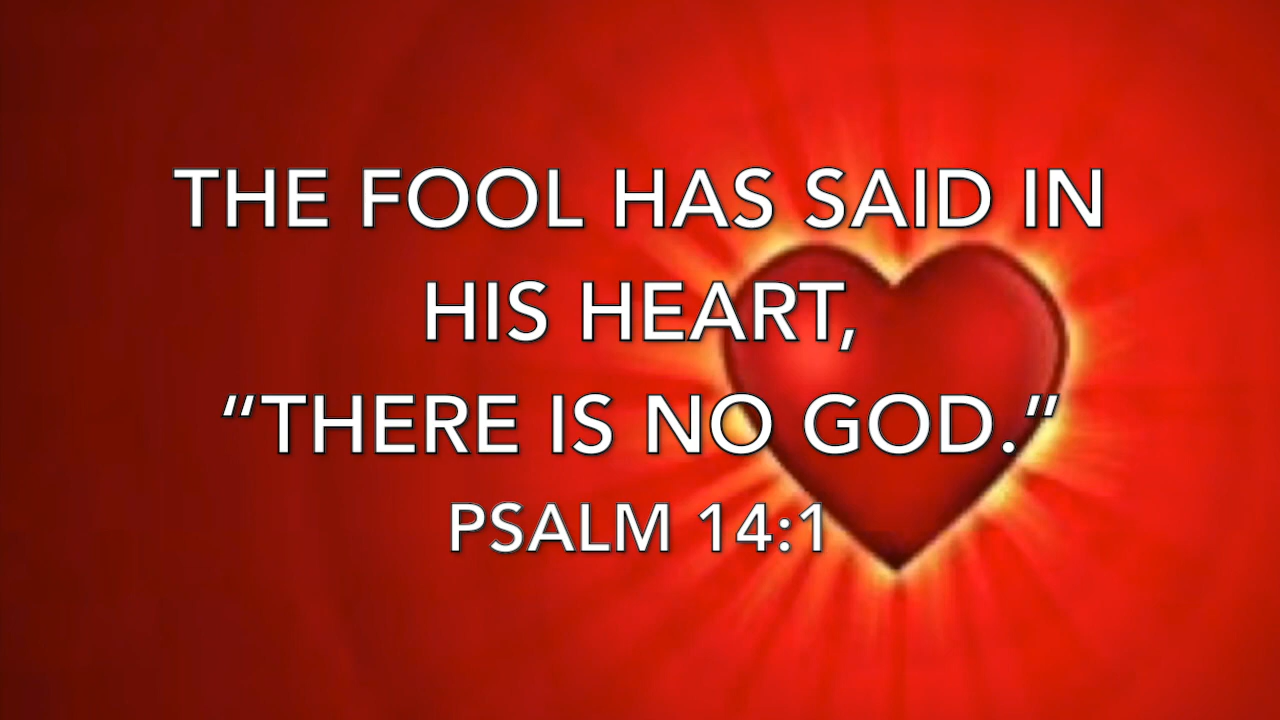 THE FOOL HAS SAID IN
HIS HEART,
“THERE IS NO GOD.”
PSALM 14:1